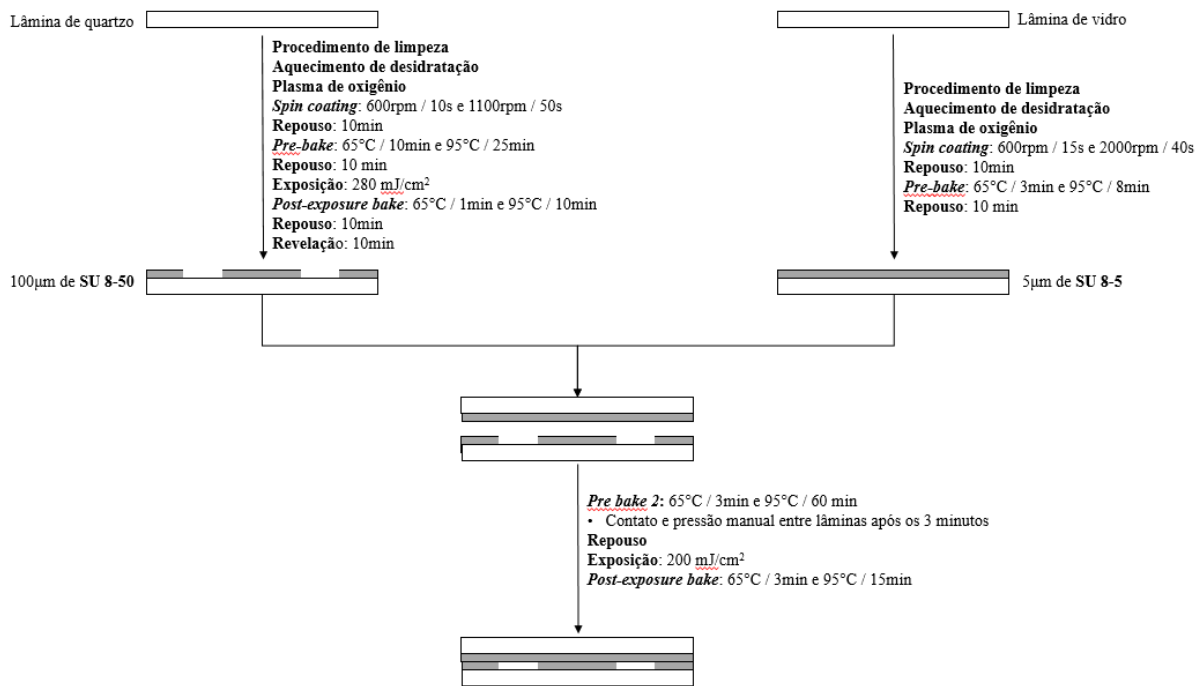 Lâmina de quartzo
Procedimento de limpeza
Aquecimento de desidratação
Plasma de oxigênio
Spin coating: 600rpm / 10s e 1100rpm / 50s
Repouso: 10min
Pre-bake: 65°C / 10min e 95°C / 25min
Repouso: 10 min
Exposição: 280 mJ/cm²
Post-exposure bake: 65°C / 1min e 95°C / 10min
Repouso: 10min
Revelação: 10min
100μm de SU 8-50
Lâmina de vidro
Procedimento de limpeza
Aquecimento de desidratação
Plasma de oxigênio
Spin coating: 600rpm / 15s e 2000rpm / 40s
Repouso: 10min
Pre-bake: 65°C / 3min e 95°C / 8min
Repouso: 10 min
5μm de SU 8-5
Pre bake 2: 65°C / 3min e 95°C / 60 min
• Contato e pressão manual entre lâminas após os 3 minutos
Repouso
Exposição: 200 mJ/cm²
Post-exposure bake: 65°C / 3min e 95°C / 15min